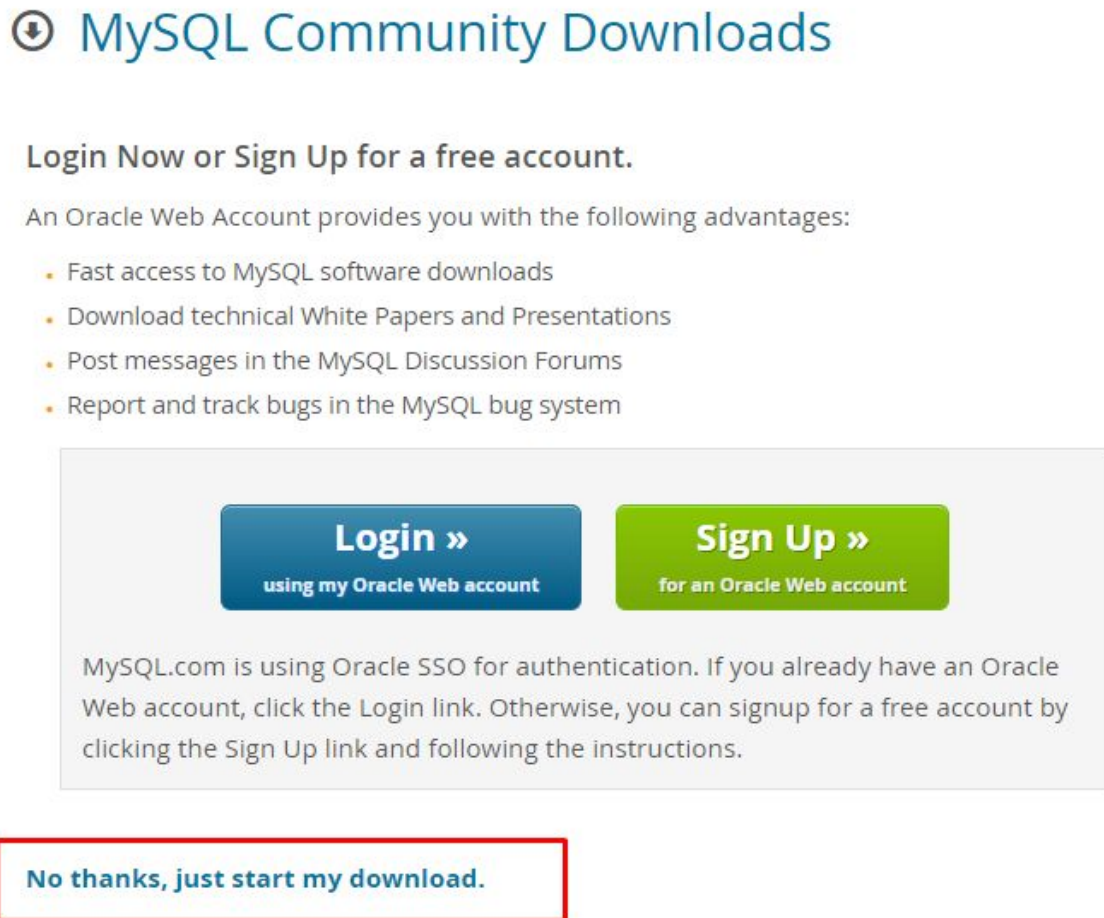 MySQL Community Downloads
Login Now or Sign Up for a free account.
An Oracle Web Account provides you with the following advantages:
Fast access to MySQL software downloads
Download technical White Papers and Presentations
Post messages in the MySQL Discussion Forums
Report and track bugs in the MySQL bug system
Login »
using my Oracle Web account
Sign Up »
for an Oracle Web account
MySQL.com is using Oracle SSO for authentication. If you already have an Oracle
Web account, click the Login link. Otherwise, you can signup for a free account by
clicking the Sign Up link and following the instructions.
No thanks, just start my download.